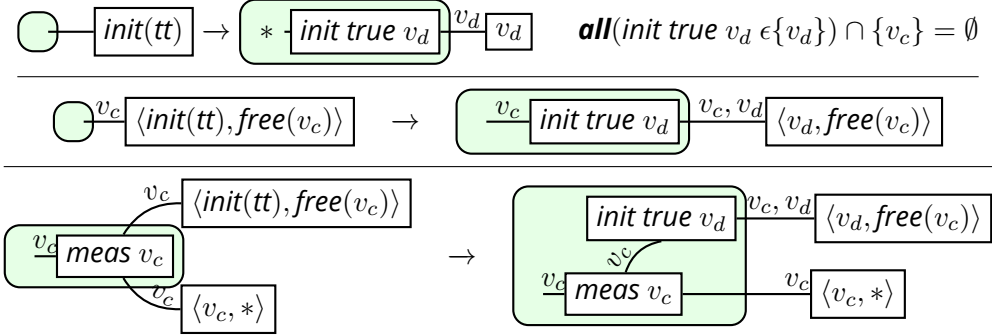 init(tt) → * init true v_d v_d v_d all(init true v_d ϵ{v_d}) ∩ {v_c} = ∅
v_c ⟨init(tt), free(v_c)⟩ → v_c init true v_d v_c, v_d ⟨v_d, free(v_c)⟩
v_c ⟨init(tt), free(v_c)⟩ init true v_d v_c, v_d ⟨v_d, free(v_c)⟩
v_c meas v_c → v_c
v_c ⟨v_c, *⟩ v_c meas v_c v_c ⟨v_c, *⟩